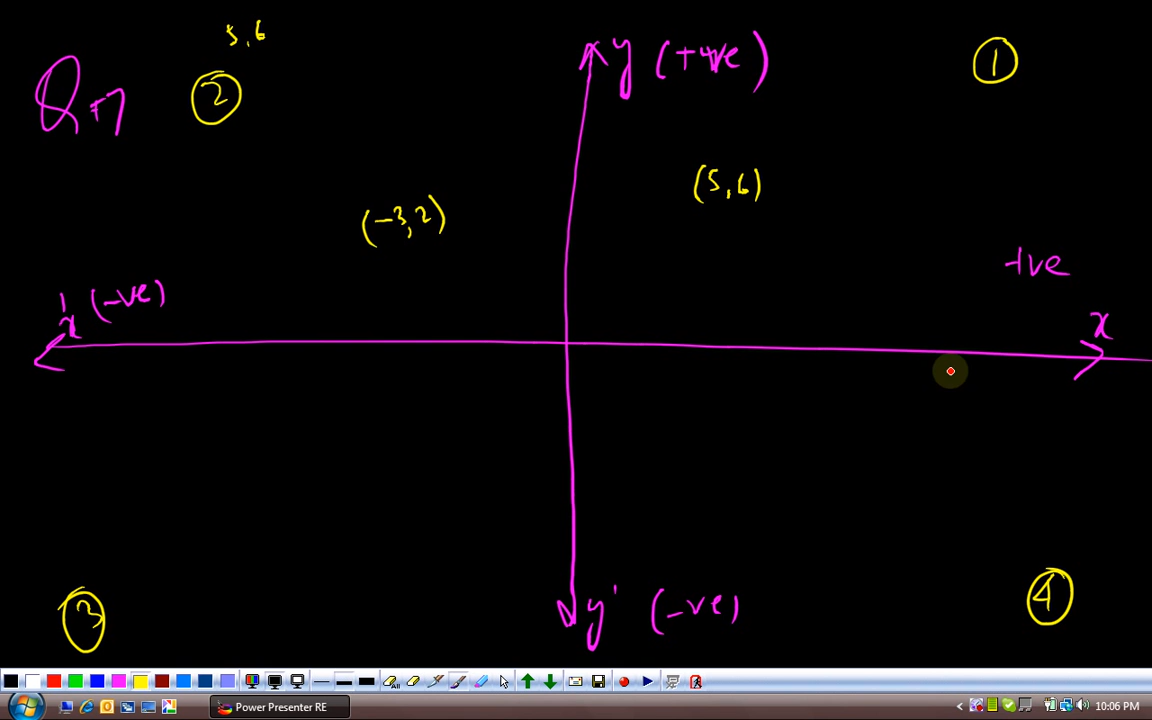 5,6
y (+ve)
1
2
(5,6)
(-3,2)
+ve
x' (-ve)
x
3
y' (-ve)
4
Power Presenter RE
10:06 PM